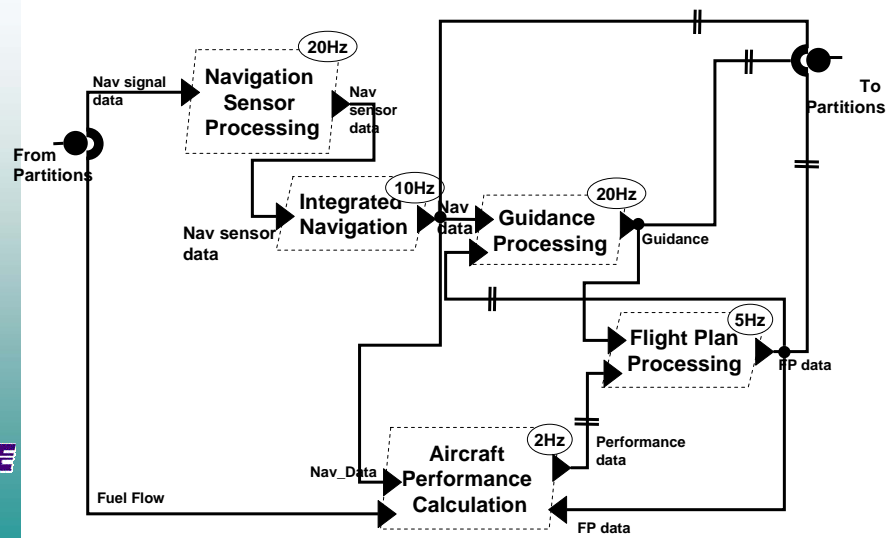 20Hz
Navigation
Sensor
Processing
Nav signal
data
Nav
sensor
data
From
Partitions
To
Partitions
10Hz
Integrated
Navigation
Nav sensor
data
Nav
data
20Hz
Guidance
Processing
Guidance
5Hz
Flight Plan
Processing
FP data
2Hz
Aircraft
Performance
Calculation
Performance
data
Nav_Data
Fuel Flow
FP data